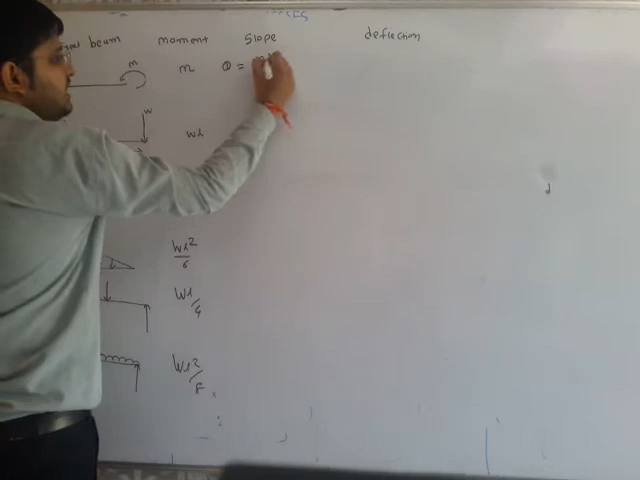 beam moment Slope deflection
m
m θ =
w
wl
Wl²/6
Wl/4
Wl²/8